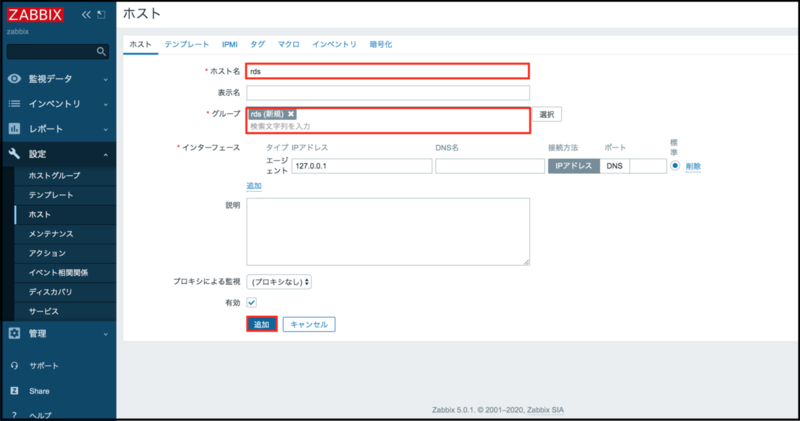 ZABBIX
zabbix
監視データ
インベントリ
レポート
設定
ホストグループ
テンプレート
ホスト
メンテナンス
アクション
イベント相関関係
ディスカバリ
サービス
管理
サポート
Share
ヘルプ
ホスト
ホスト テンプレート IPMI タグ マクロ インベントリ 暗号化
* ホスト名 rds
表示名
* グループ rds (新規) 選択
検索文字列を入力
* インターフェース タイプ IPアドレス DNS名 接続方法 ポート 標準
エージェント 127.0.0.1 IPアドレス DNS 削除
追加
説明
プロキシによる監視 (プロキシなし)
有効
追加 キャンセル
Zabbix 5.0.1. © 2001–2020, Zabbix SIA